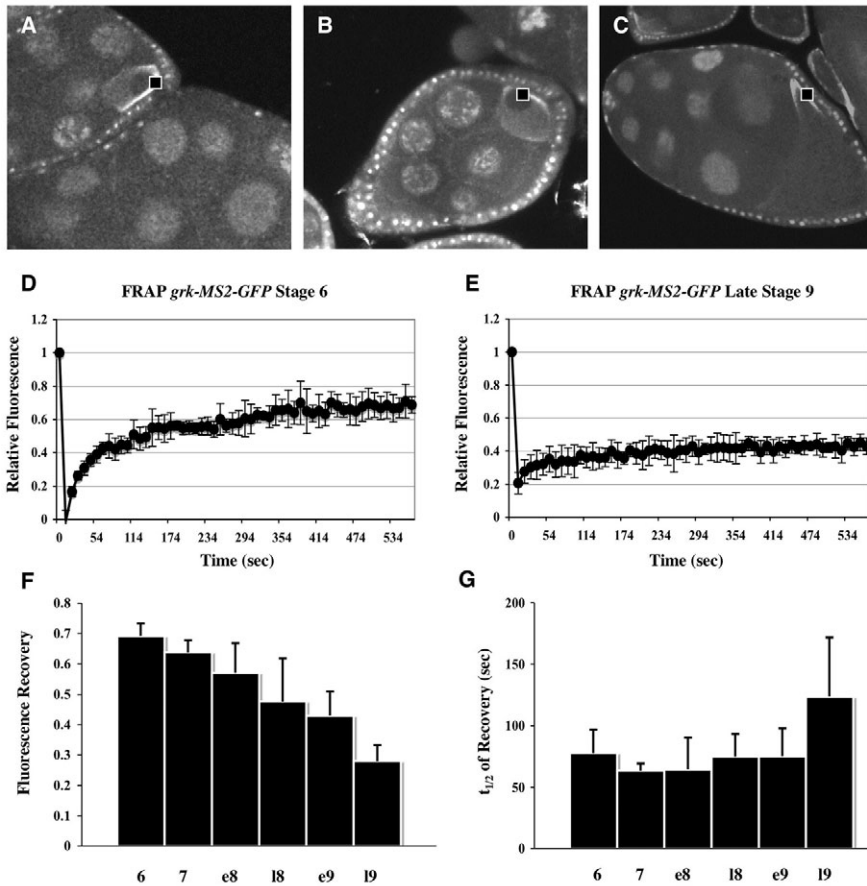 A
B
C
D
FRAP grk-MS2-GFP Stage 6
Relative Fluorescence
1.2
1
0.8
0.6
0.4
0.2
0
0 54 114 174 234 294 354 414 474 534
Time (sec)
E
FRAP grk-MS2-GFP Late Stage 9
Relative Fluorescence
1.2
1
0.8
0.6
0.4
0.2
0
0 54 114 174 234 294 354 414 474 534
Time (sec)
F
Fluorescence Recovery
0.8
0.7
0.6
0.5
0.4
0.3
0.2
0.1
0
6 7 e8 l8 e9 l9
G
t1/2 of Recovery (sec)
200
150
100
50
0
6 7 e8 l8 e9 l9